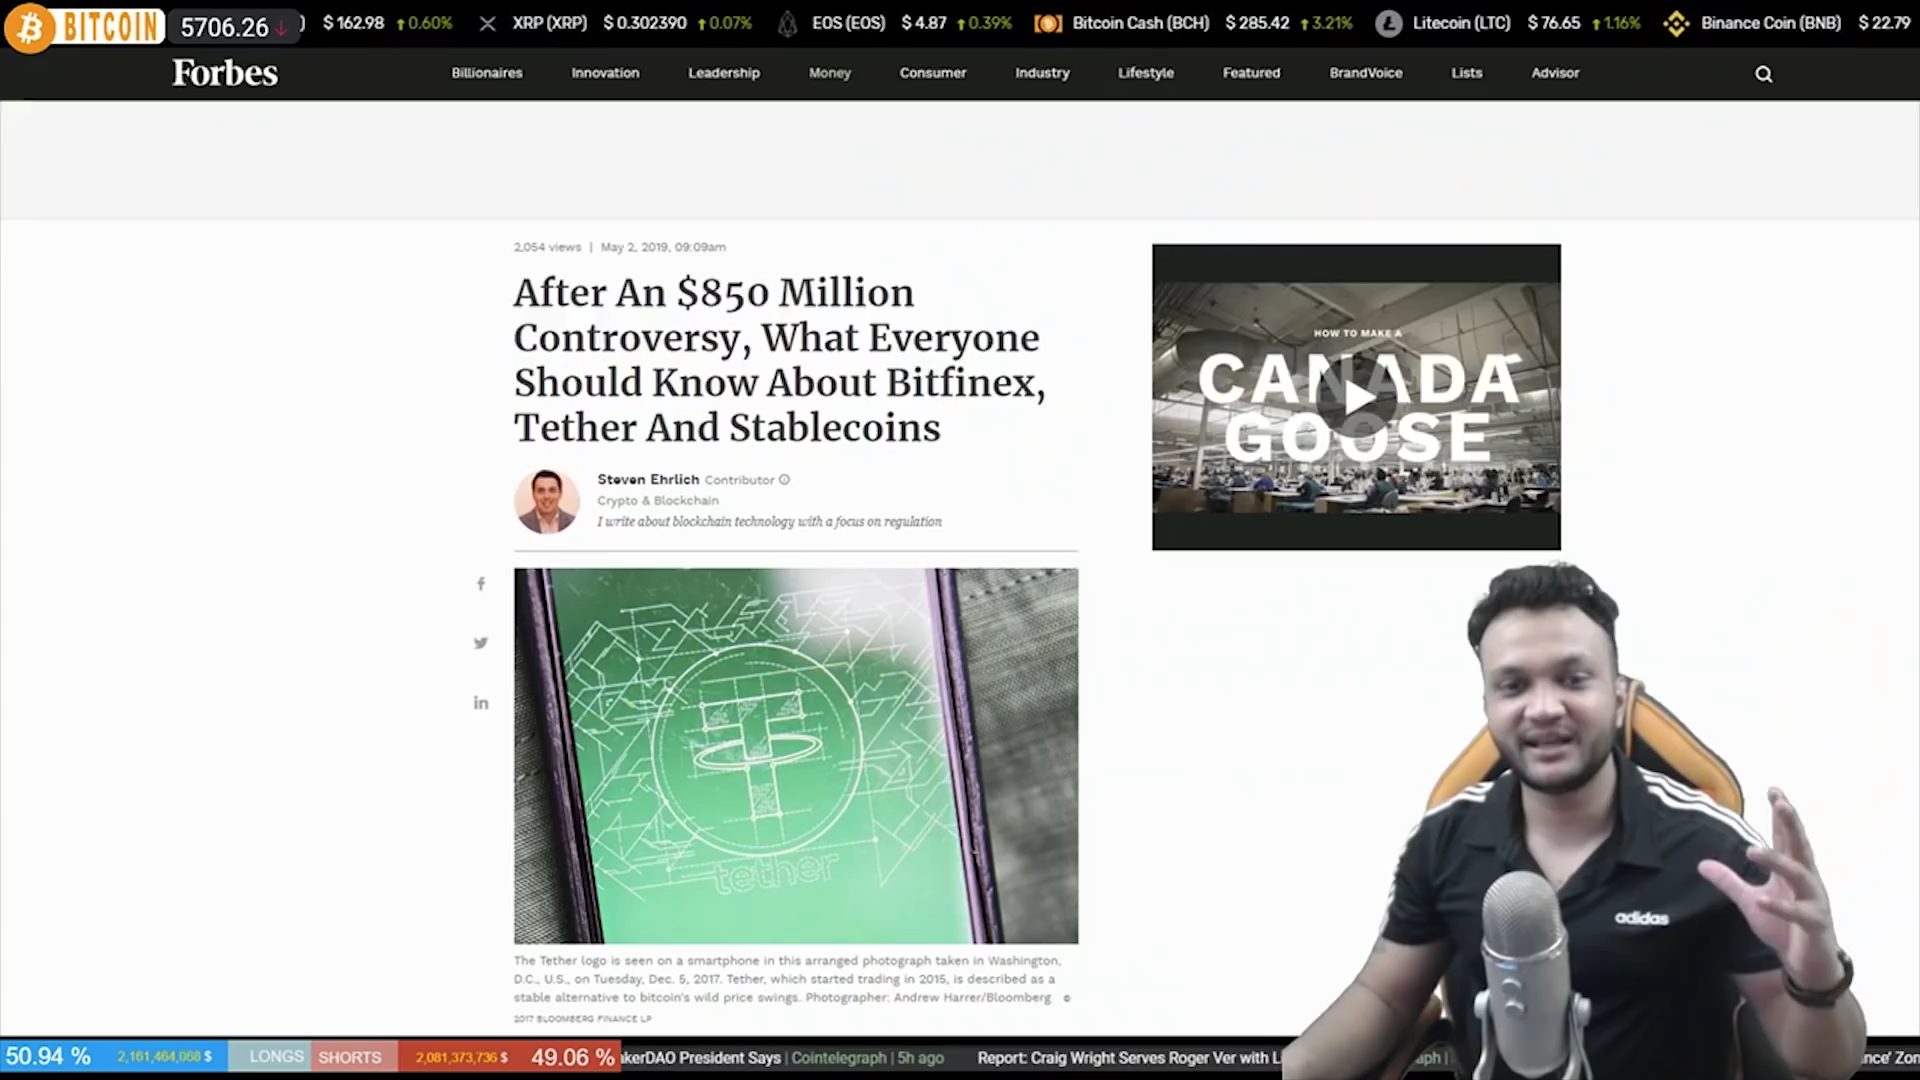 BITCOIN 5706.26 $ 162.98 0.60% XRP (XRP) $ 0.302390 0.07% EOS (EOS) $ 4.87 0.39% Bitcoin Cash (BCH) $ 285.42 3.21% Litecoin (LTC) $ 76.65 1.16% Binance Coin (BNB) $ 22.79
Forbes Billionaires Innovation Leadership Money Consumer Industry Lifestyle Featured BrandVoice Lists Advisor
2,054 views | May 2, 2019, 09:09am
After An $850 Million
Controversy, What Everyone
Should Know About Bitfinex,
Tether And Stablecoins
Steven Ehrlich Contributor
Crypto & Blockchain
I write about blockchain technology with a focus on regulation
HOW TO MAKE A
CANADA
GOOSE
tether
The Tether logo is seen on a smartphone in this arranged photograph taken in Washington,
D.C., U.S., on Tuesday, Dec. 5, 2017. Tether, which started trading in 2015, is described as a
stable alternative to bitcoin's wild price swings. Photographer: Andrew Harrer/Bloomberg ©
2017 BLOOMBERG FINANCE LP
adidas
50.94 % 2,161,464,068 $ LONGS SHORTS 2,081,373,736 $ 49.06 % kerDAO President Says | Cointelegraph | 5h ago Report: Craig Wright Serves Roger Ver with L